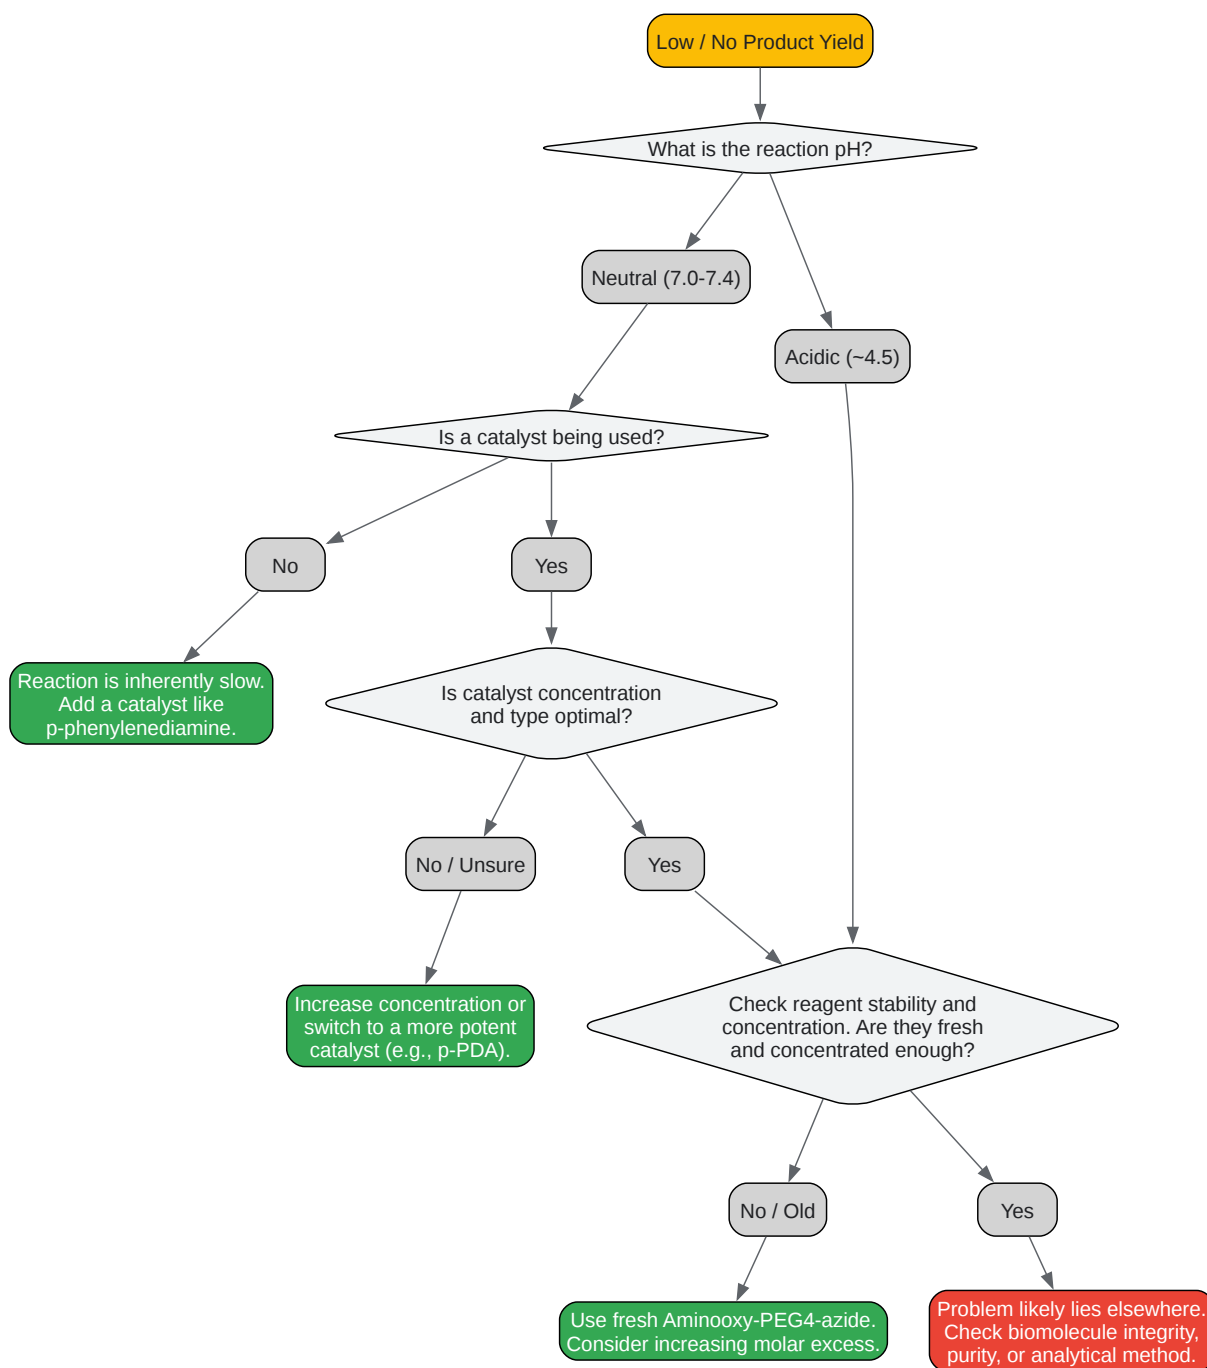 Low / No Product Yield
What is the reaction pH?
Neutral (7.0-7.4)
Acidic (~4.5)
Is a catalyst being used?
No
Yes
Reaction is inherently slow.
Add a catalyst like
p-phenylenediamine.
Is catalyst concentration
and type optimal?
No / Unsure
Yes
Increase concentration or
switch to a more potent
catalyst (e.g., p-PDA).
Check reagent stability and
concentration. Are they fresh
and concentrated enough?
No / Old
Yes
Use fresh Aminooxy-PEG4-azide.
Consider increasing molar excess.
Problem likely lies elsewhere.
Check biomolecule integrity,
purity, or analytical method.